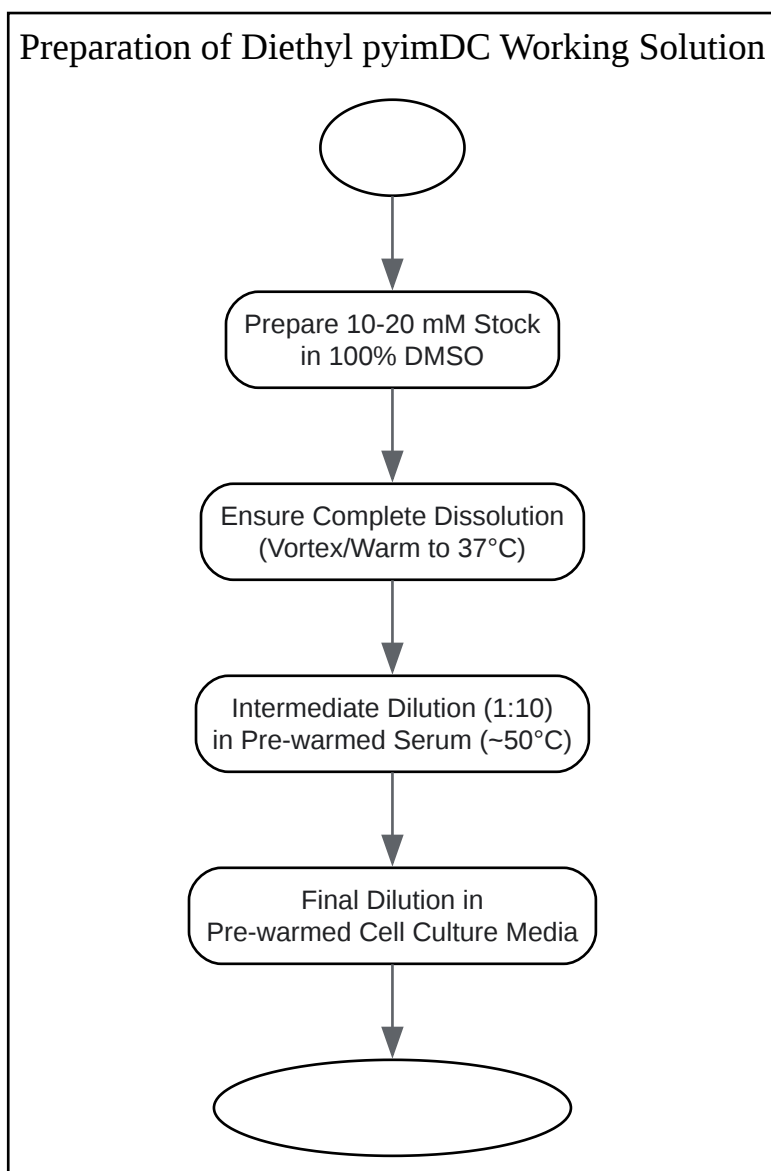 Preparation of Diethyl pyimDC Working Solution
Prepare 10-20 mM Stock
in 100% DMSO
Ensure Complete Dissolution
(Vortex/Warm to 37°C)
Intermediate Dilution (1:10)
in Pre-warmed Serum (~50°C)
Final Dilution in
Pre-warmed Cell Culture Media